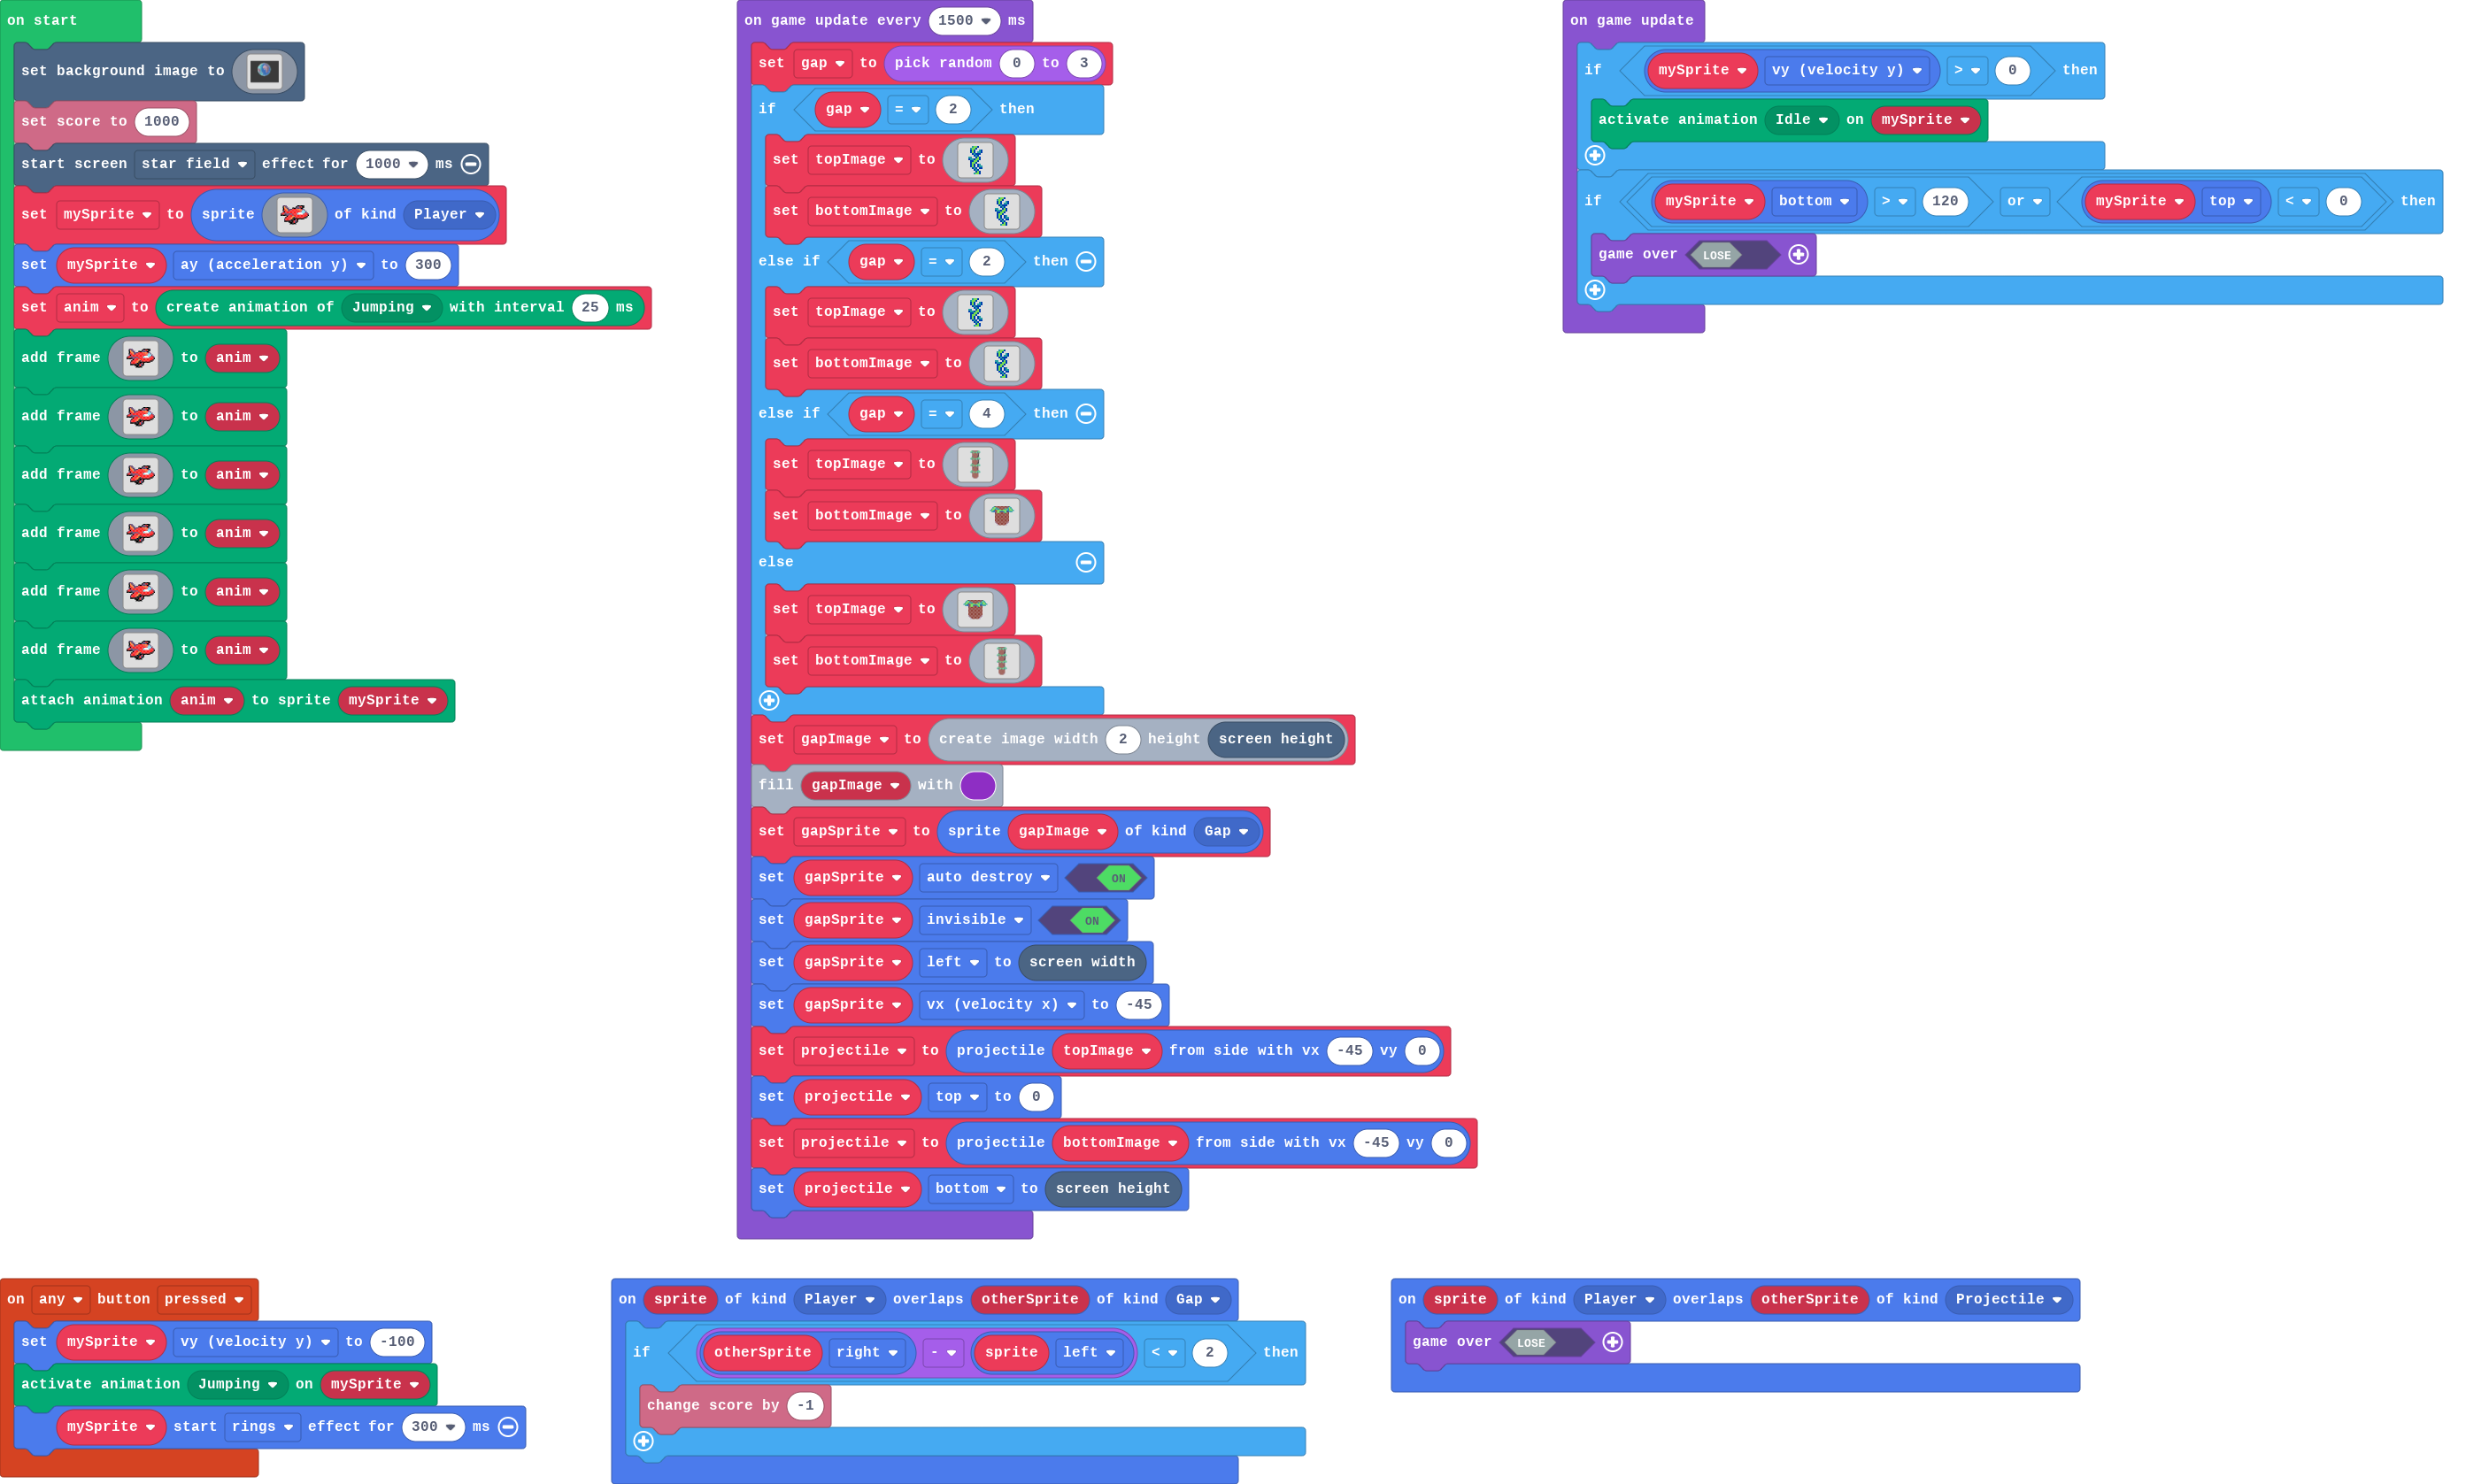 on start
set background image to
set score to 1000
start screen star field effect for 1000 ms
set mySprite to sprite of kind Player
set mySprite ay (acceleration y) to 300
set anim to create animation of Jumping with interval 25 ms
add frame to anim
add frame to anim
add frame to anim
add frame to anim
add frame to anim
add frame to anim
attach animation anim to sprite mySprite
on game update every 1500 ms
set gap to pick random 0 to 3
if gap = 2 then
set topImage to
set bottomImage to
else if gap = 2 then
set topImage to
set bottomImage to
else if gap = 4 then
set topImage to
set bottomImage to
else
set topImage to
set bottomImage to
set gapImage to create image width 2 height screen height
fill gapImage with
set gapSprite to sprite gapImage of kind Gap
set gapSprite auto destroy ON
set gapSprite invisible ON
set gapSprite left to screen width
set gapSprite vx (velocity x) to -45
set projectile to projectile topImage from side with vx -45 vy 0
set projectile top to 0
set projectile to projectile bottomImage from side with vx -45 vy 0
set projectile bottom to screen height
on game update
if mySprite vy (velocity y) > 0 then
activate animation Idle on mySprite
if mySprite bottom > 120 or mySprite top < 0 then
game over LOSE
on any button pressed
set mySprite vy (velocity y) to -100
activate animation Jumping on mySprite
mySprite start rings effect for 300 ms
on sprite of kind Player overlaps otherSprite of kind Gap
if otherSprite right - sprite left < 2 then
change score by -1
on sprite of kind Player overlaps otherSprite of kind Projectile
game over LOSE